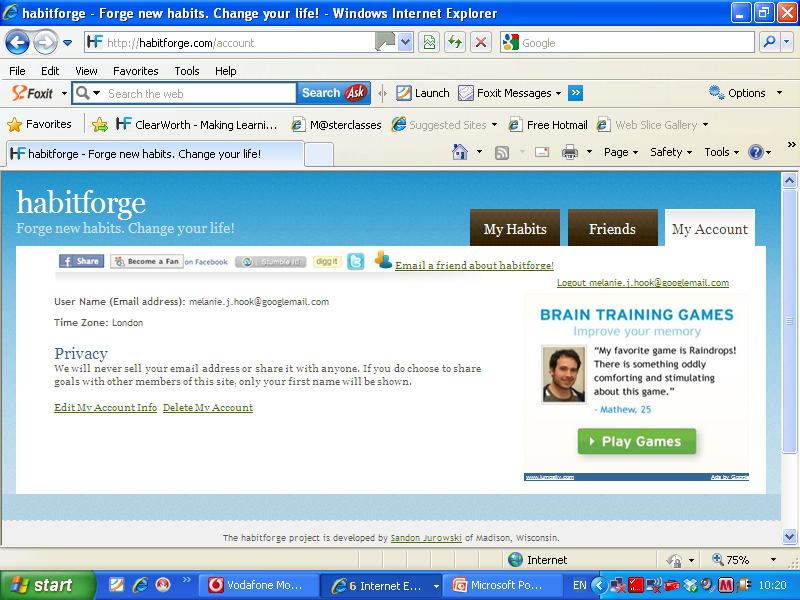 habitforge - Forge new habits. Change your life! - Windows Internet Explorer
http://habitforge.com/account
Google
File Edit View Favorites Tools Help
Foxit Search the web Search Ask Launch Foxit Messages Options
Favorites ClearWorth - Making Learni... M@sterclasses Suggested Sites Free Hotmail Web Slice Gallery
habitforge - Forge new habits. Change your life!
Page Safety Tools
habitforge
Forge new habits. Change your life!
My Habits Friends My Account
Share Become a Fan on Facebook Stumble It! digg it Email a friend about habitforge!
Logout melanie.j.hook@googlemail.com
User Name (Email address): melanie.j.hook@googlemail.com
Time Zone: London
Privacy
We will never sell your email address or share it with anyone. If you do choose to share
goals with other members of this site, only your first name will be shown.
Edit My Account Info Delete My Account
BRAIN TRAINING GAMES
Improve your memory
“My favorite game is Raindrops!
There is something oddly
comforting and stimulating
about this game.”
- Mathew, 25
Play Games
www.lumosity.com Ads by Google
The habitforge project is developed by Sandon Jurowski of Madison, Wisconsin.
Internet 75%
start Vodafone Mo... 6 Internet E... Microsoft Po... EN 10:20